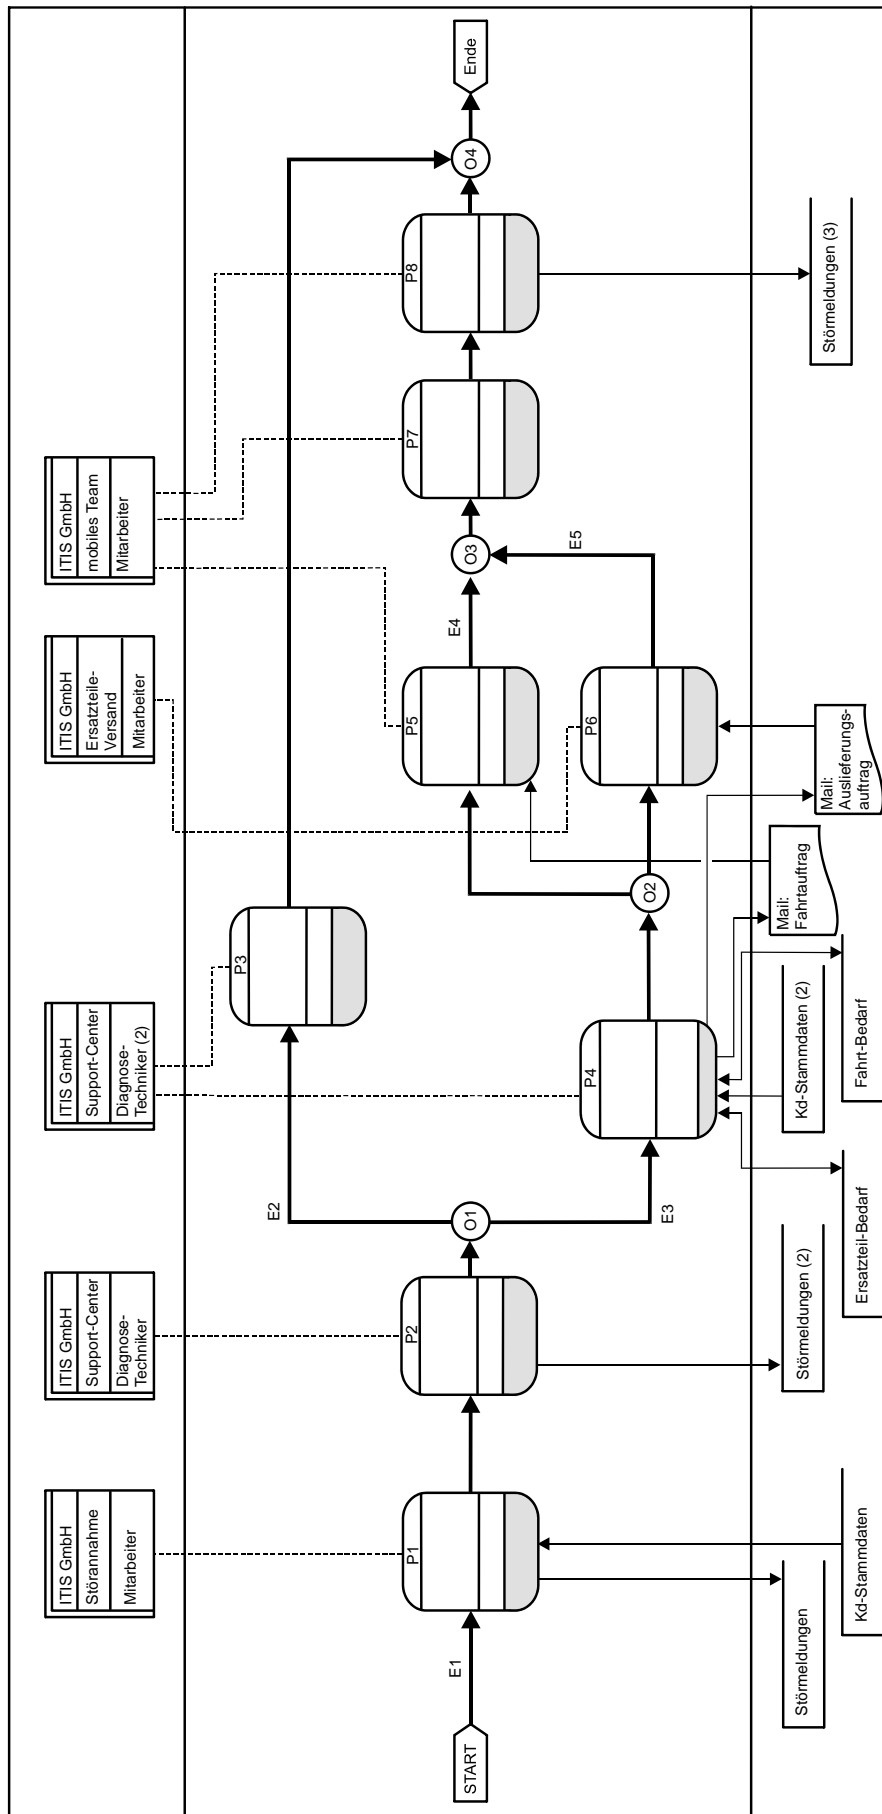 ITIS GmbH
Störannahme
Mitarbeiter
ITIS GmbH
Support-Center
Diagnose-
Techniker
ITIS GmbH
Support-Center
Diagnose-
Techniker (2)
ITIS GmbH
Ersatzteile-
Versand
Mitarbeiter
ITIS GmbH
mobiles Team
Mitarbeiter
START
E1
P1
P2
O1
E2
E3
P3
P4
O2
P5
P6
E4
E5
O3
P7
P8
O4
Ende
Störmeldungen
Kd-Stammdaten
Störmeldungen (2)
Ersatzteil-Bedarf
Kd-Stammdaten (2)
Fahrt-Bedarf
Mail:
Fahrtauftrag
Mail:
Auslieferungs-
auftrag
Störmeldungen (3)